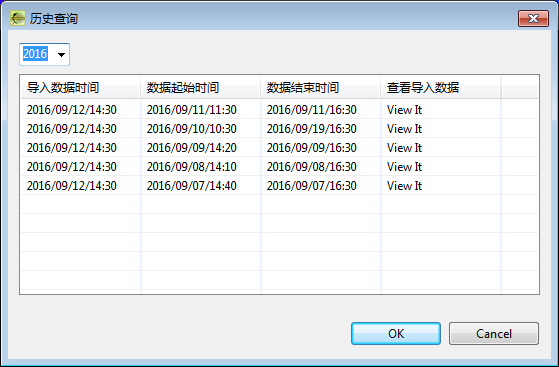 历史查询
2016
导入数据时间 数据起始时间 数据结束时间 查看导入数据
2016/09/12/14:30 2016/09/11/11:30 2016/09/11/16:30 View It
2016/09/12/14:30 2016/09/10/10:30 2016/09/19/16:30 View It
2016/09/12/14:30 2016/09/09/14:20 2016/09/09/16:30 View It
2016/09/12/14:30 2016/09/08/14:10 2016/09/08/16:30 View It
2016/09/12/14:30 2016/09/07/14:40 2016/09/07/16:30 View It
OK Cancel